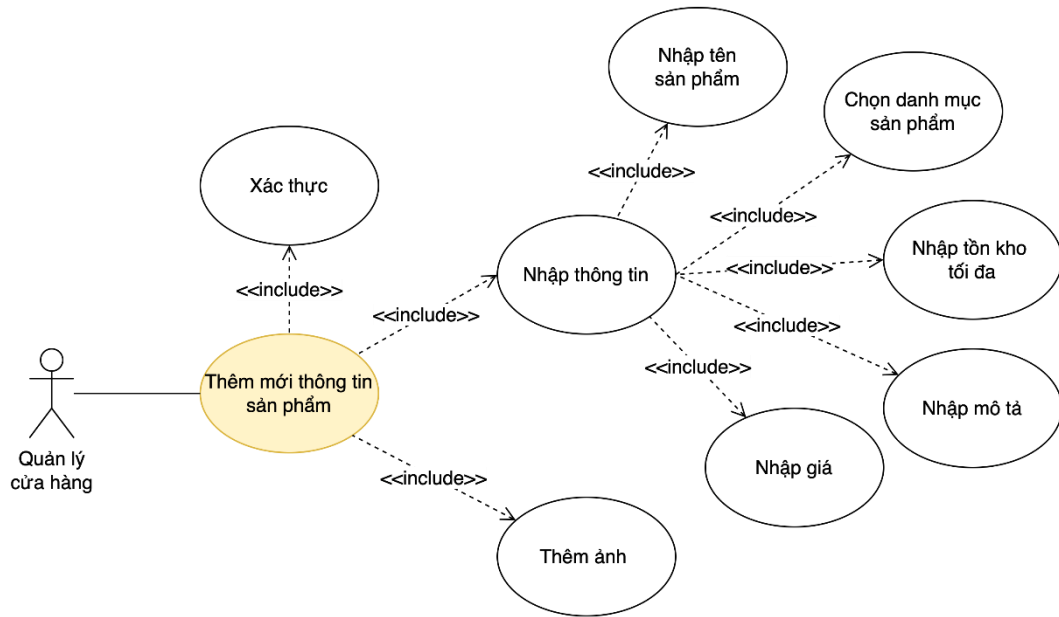 Nhập tên
sản phẩm
Chọn danh mục
sản phẩm
<<include>>
Xác thực
<<include>>
Nhập tồn kho
tối đa
Nhập thông tin
<<include>>
<<include>>
<<include>>
<<include>>
<<include>>
Thêm mới thông tin
sản phẩm
<<include>>
Nhập mô tả
Quản lý
cửa hàng
<<include>>
Nhập giá
Thêm ảnh